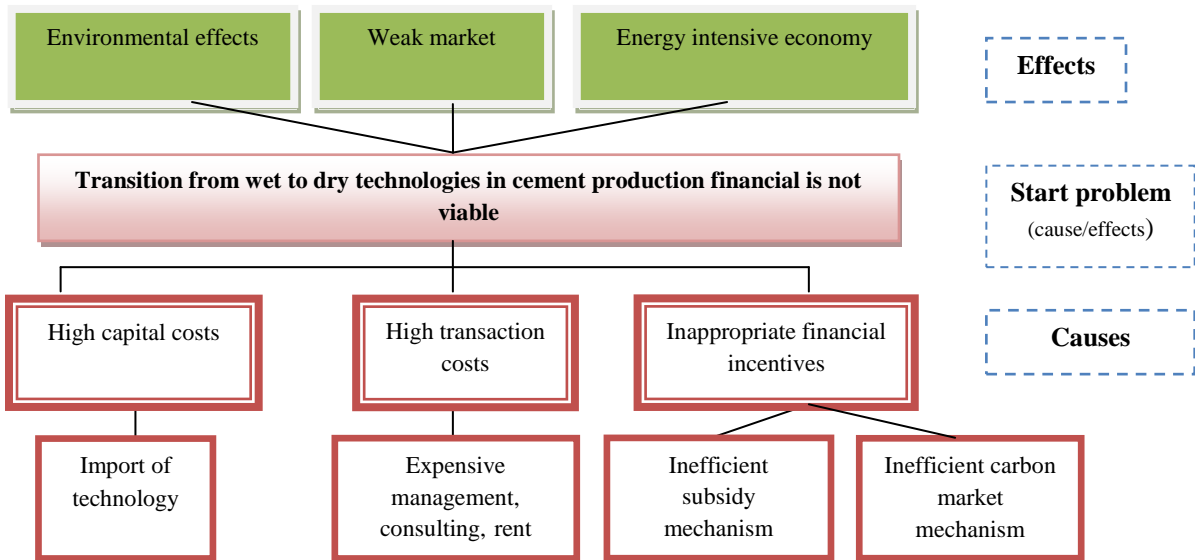 Environmental effects
Weak market
Energy intensive economy
Effects
Transition from wet to dry technologies in cement production financial is not
viable
Start problem
(cause/effects)
High capital costs
High transaction
costs
Inappropriate financial
incentives
Causes
Import of
technology
Expensive
management,
consulting, rent
Inefficient
subsidy
mechanism
Inefficient carbon
market
mechanism